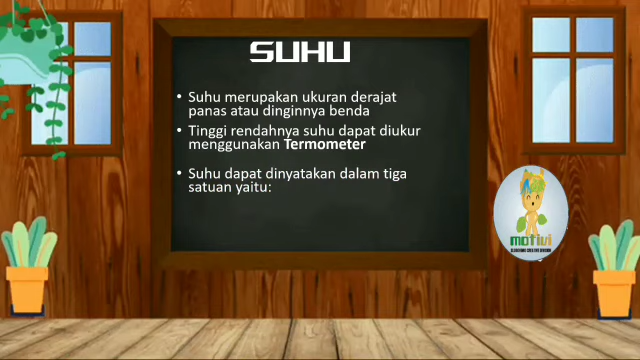 SUHU
• Suhu merupakan ukuran derajat
panas atau dinginnya benda
• Tinggi rendahnya suhu dapat diukur
menggunakan Termometer
• Suhu dapat dinyatakan dalam tiga
satuan yaitu:
motivi